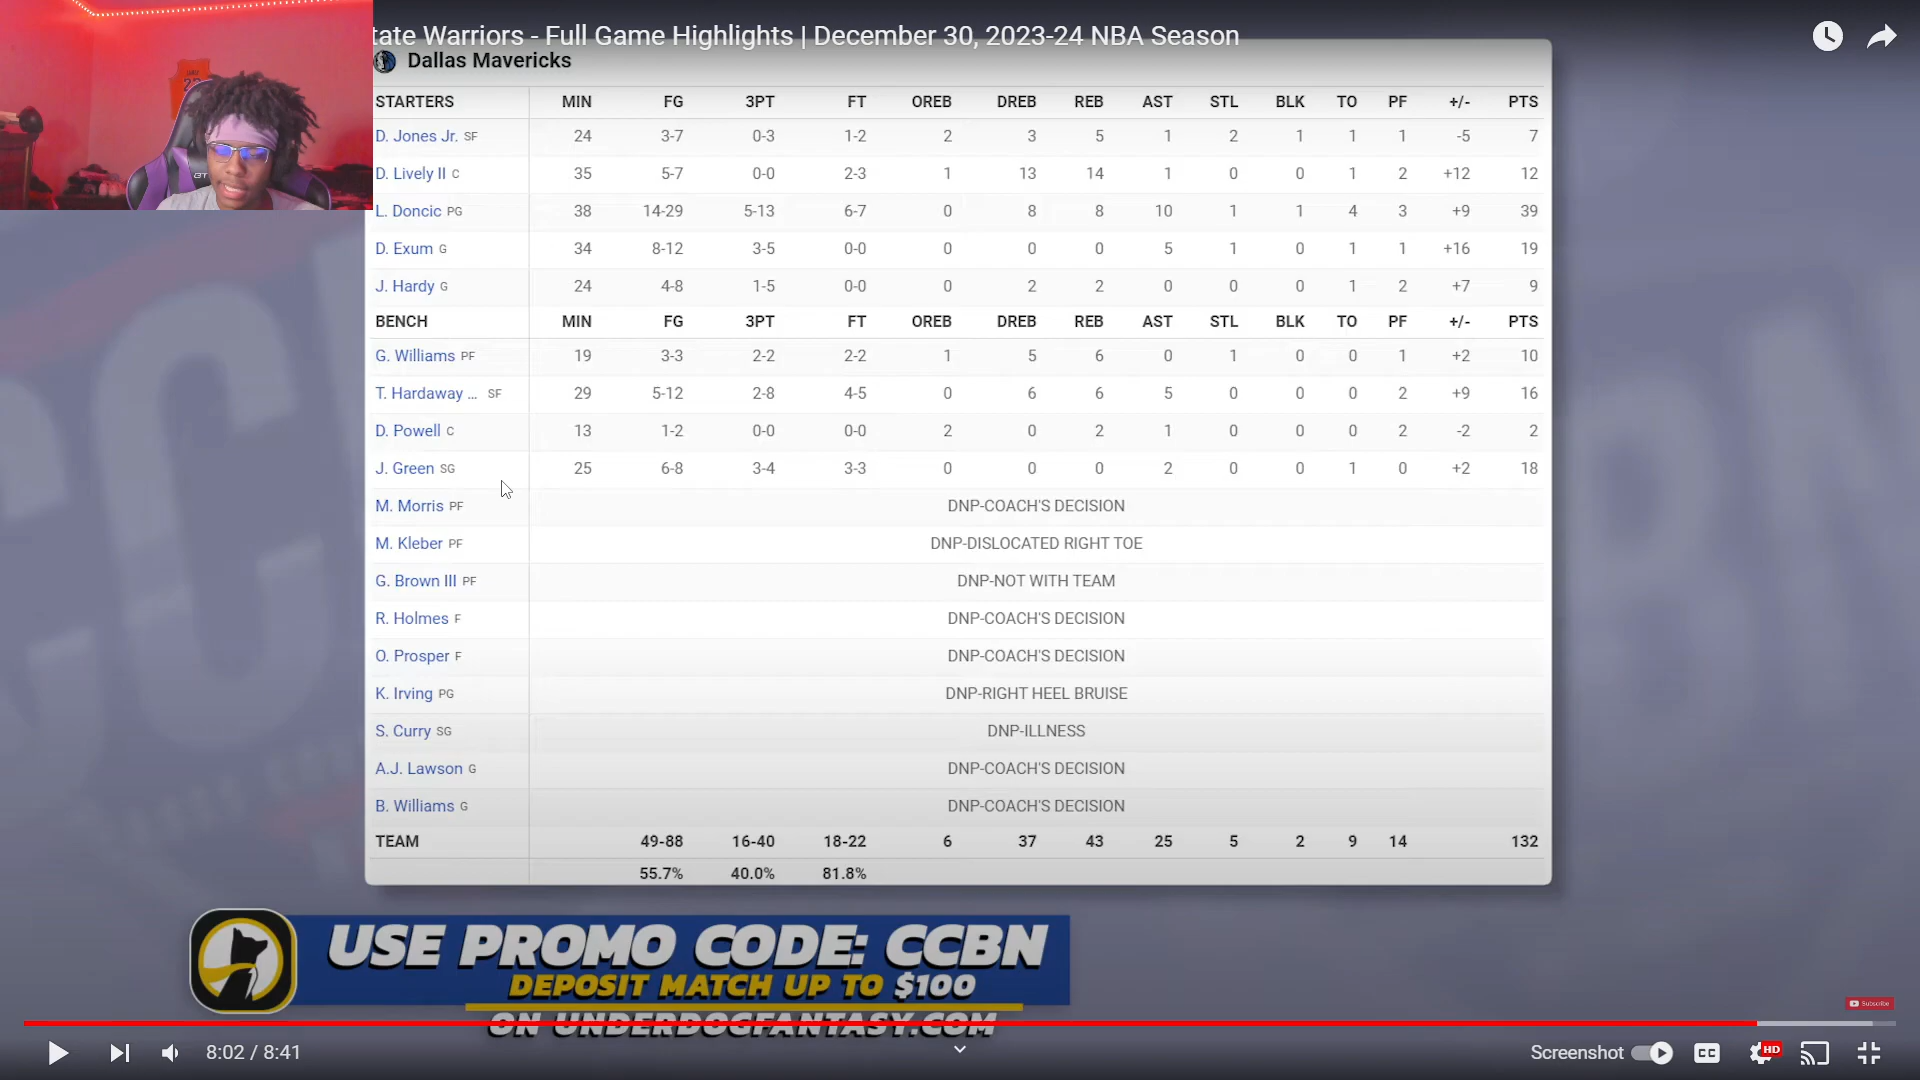 tate Warriors - Full Game Highlights | December 30, 2023-24 NBA Season
Dallas Mavericks
STARTERS MIN FG 3PT FT OREB DREB REB AST STL BLK TO PF +/- PTS
D. Jones Jr. SF 24 3-7 0-3 1-2 2 3 5 1 2 1 1 1 -5 7
D. Lively II C 35 5-7 0-0 2-3 1 13 14 1 0 0 1 2 +12 12
L. Doncic PG 38 14-29 5-13 6-7 0 8 8 10 1 1 4 3 +9 39
D. Exum G 34 8-12 3-5 0-0 0 0 0 5 1 0 1 1 +16 19
J. Hardy G 24 4-8 1-5 0-0 0 2 2 0 0 0 1 2 +7 9
BENCH MIN FG 3PT FT OREB DREB REB AST STL BLK TO PF +/- PTS
G. Williams PF 19 3-3 2-2 2-2 1 5 6 0 1 0 0 1 +2 10
T. Hardaway ... SF 29 5-12 2-8 4-5 0 6 6 5 0 0 0 2 +9 16
D. Powell C 13 1-2 0-0 0-0 2 0 2 1 0 0 0 2 -2 2
J. Green SG 25 6-8 3-4 3-3 0 0 0 2 0 0 1 0 +2 18
M. Morris PF DNP-COACH'S DECISION
M. Kleber PF DNP-DISLOCATED RIGHT TOE
G. Brown III PF DNP-NOT WITH TEAM
R. Holmes F DNP-COACH'S DECISION
O. Prosper F DNP-COACH'S DECISION
K. Irving PG DNP-RIGHT HEEL BRUISE
S. Curry SG DNP-ILLNESS
A.J. Lawson G DNP-COACH'S DECISION
B. Williams G DNP-COACH'S DECISION
TEAM 49-88 16-40 18-22 6 37 43 25 5 2 9 14 132
55.7% 40.0% 81.8%
USE PROMO CODE: CCBN
DEPOSIT MATCH UP TO $100
ON UNDERDOGFANTASY.COM
Subscribe
8:02 / 8:41
Screenshot
CC
HD